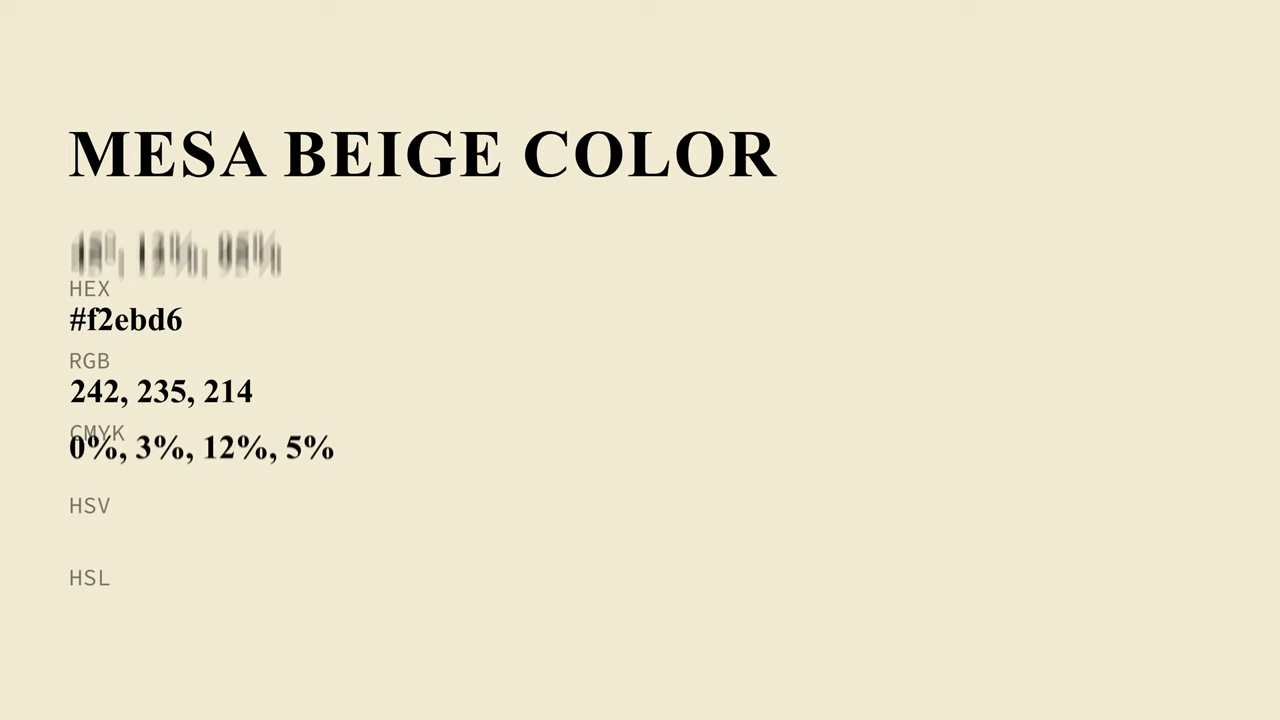 MESA BEIGE COLOR
HEX
#f2ebd6
RGB
242, 235, 214
CMYK
0%, 3%, 12%, 5%
HSV
HSL